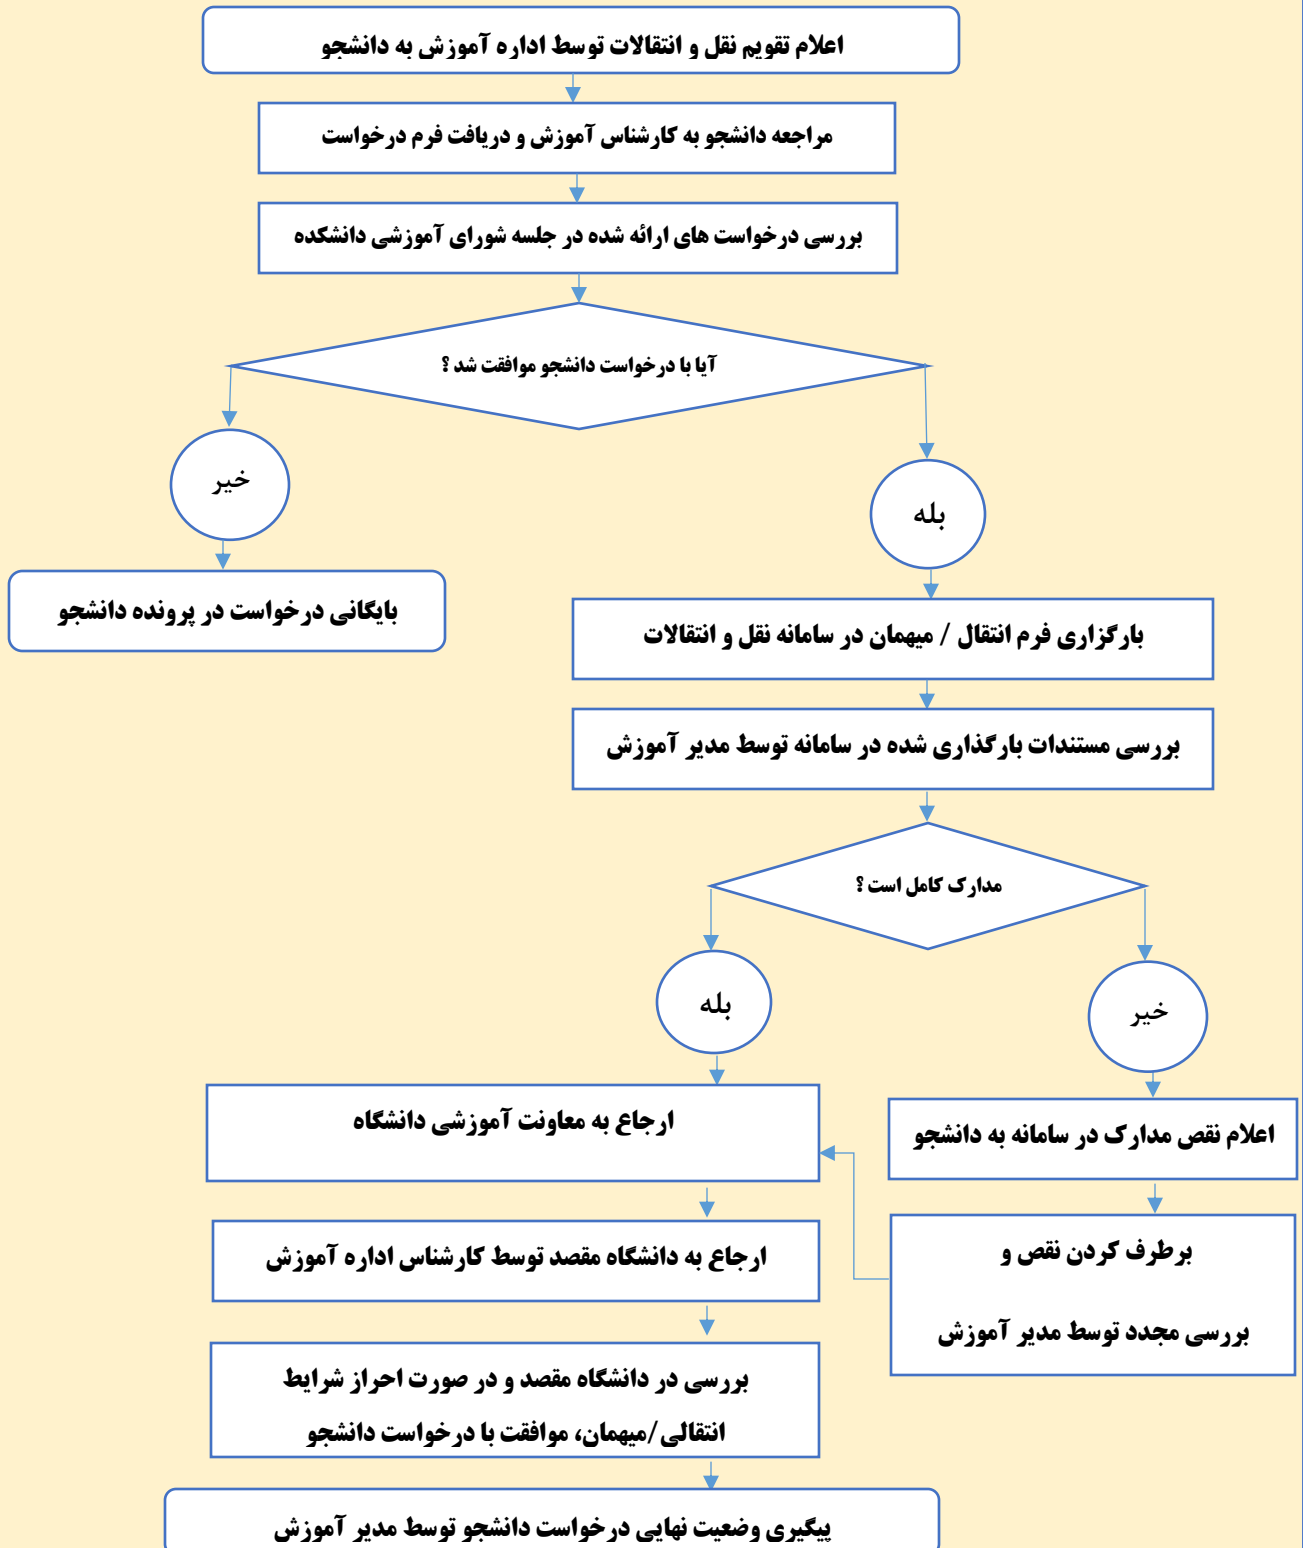 اعلام تقویم نقل و انتقالات توسط اداره آموزش به دانشجو
مراجعه دانشجو به کارشناس آموزش و دریافت فرم درخواست
بررسی درخواست های ارائه شده در جلسه شورای آموزشی دانشکده
آیا با درخواست دانشجو موافقت شد ؟
خیر
بله
بایگانی درخواست در پرونده دانشجو
بارگزاری فرم انتقال / میهمان در سامانه نقل و انتقالات
بررسی مستندات بارگذاری شده در سامانه توسط مدیر آموزش
مدارک کامل است ؟
بله
خیر
ارجاع به معاونت آموزشی دانشگاه
اعلام نقص مدارک در سامانه به دانشجو
برطرف کردن نقص و
بررسی مجدد توسط مدیر آموزش
ارجاع به دانشگاه مقصد توسط کارشناس اداره آموزش
بررسی در دانشگاه مقصد و در صورت احراز شرایط
انتقالی/میهمان، موافقت با درخواست دانشجو
پیگیری وضعیت نهایی درخواست دانشجو توسط مدیر آموزش